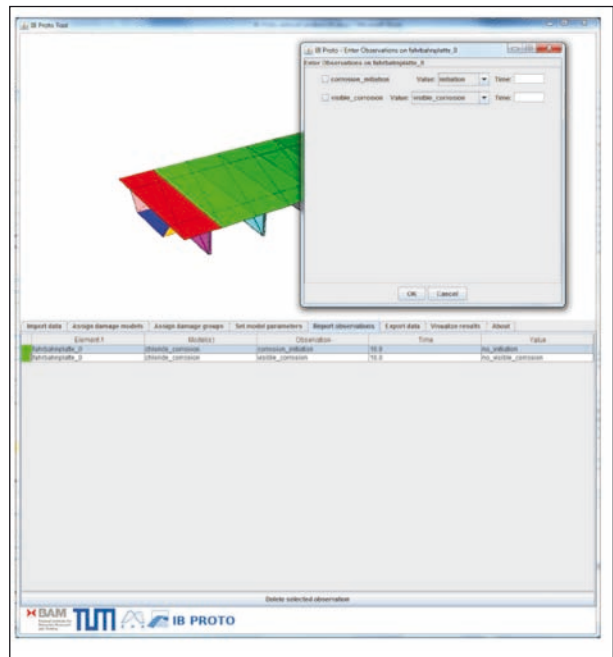 IB Proto Tool
IB Proto - Enter Observations on fahrbahnplatte_0
Enter Observations on fahrbahnplatte_0
corrosion_initiation Value: initiation Time:
visible_corrosion Value: visible_corrosion Time:
OK Cancel
Import data Assign damage models Assign damage groups Set model parameters Report observations Export data Visualize results About
Element Model(s) Observation Time Value
fahrbahnplatte_0 chloride_corrosion corrosion_initiation 10.0 no_initiation
fahrbahnplatte_0 chloride_corrosion visible_corrosion 10.0 no_visible_corrosion
Delete selected observation
BAM TUM IB PROTO